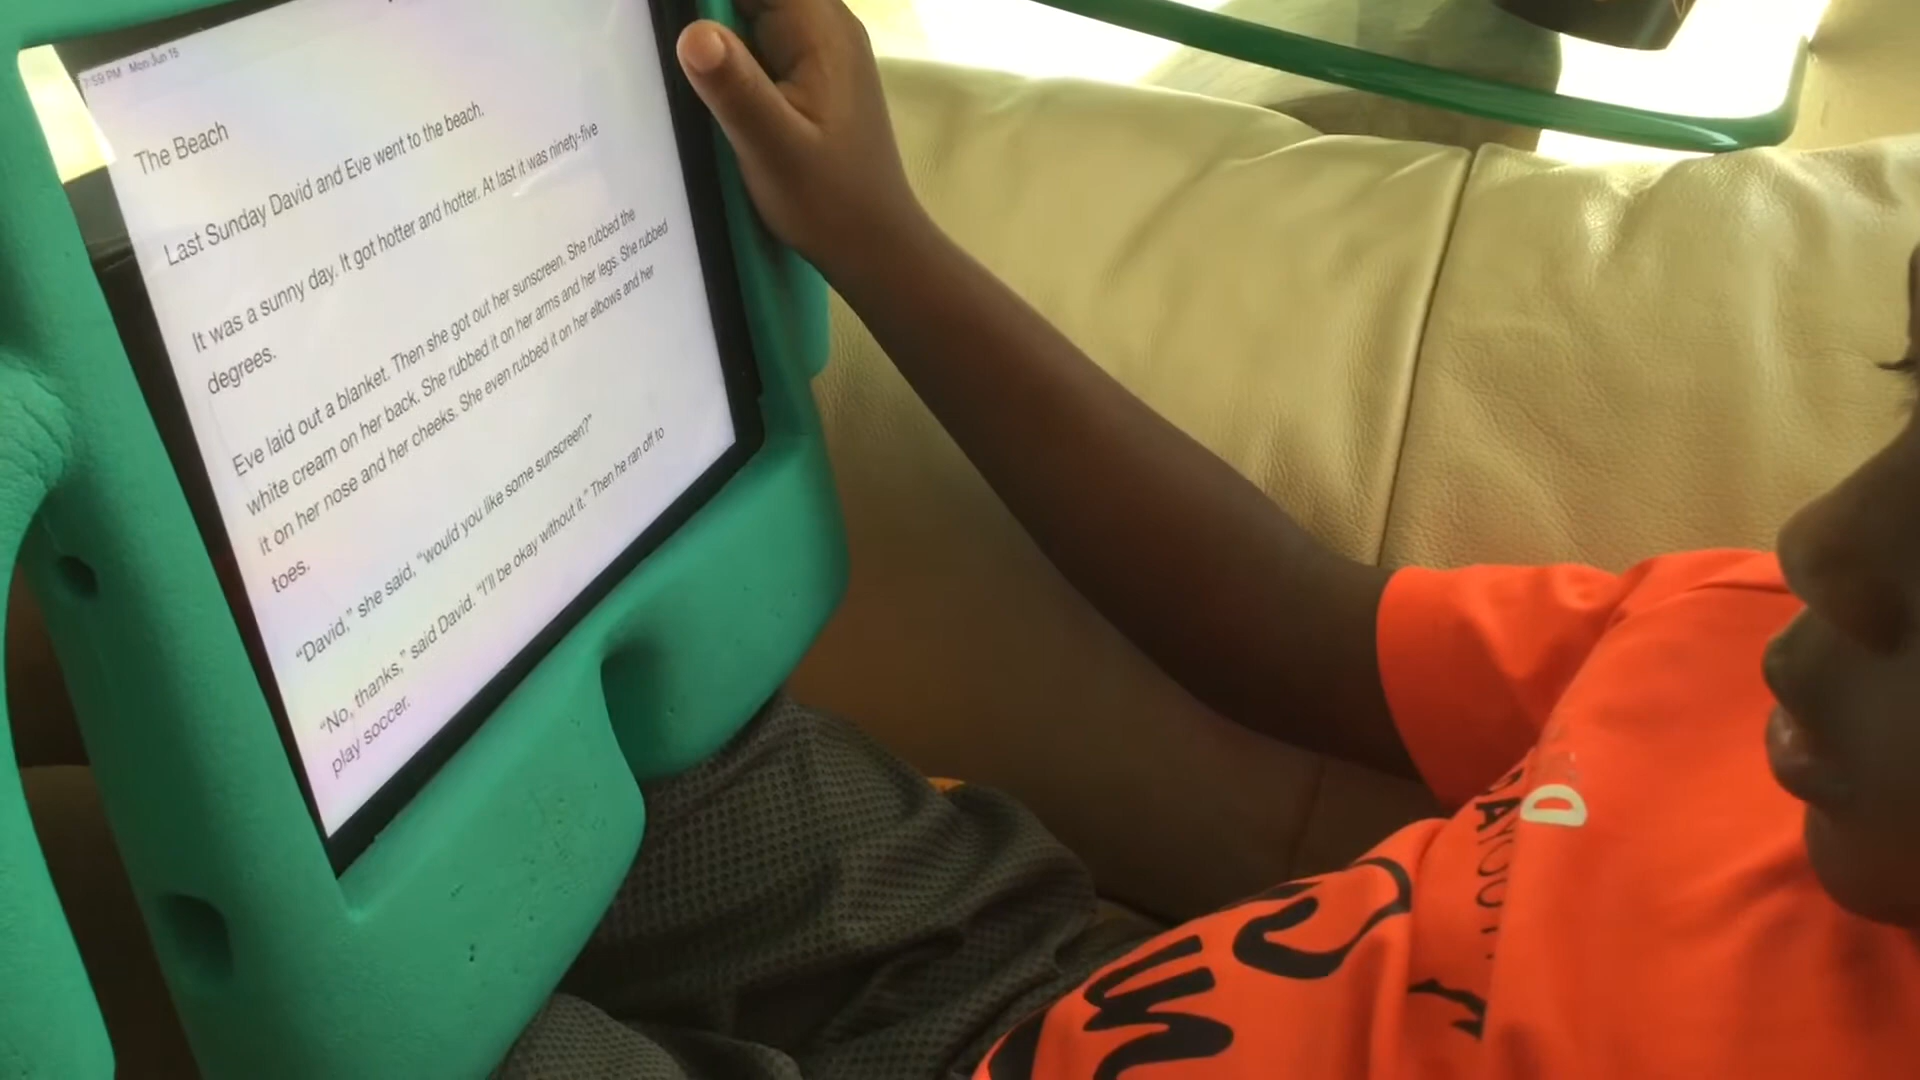 7:59 PM Mon Jun 15
The Beach
Last Sunday David and Eve went to the beach.
It was a sunny day. It got hotter and hotter. At last it was ninety-five
degrees.
Eve laid out a blanket. Then she got out her sunscreen. She rubbed the
white cream on her back. She rubbed it on her arms and her legs. She rubbed
it on her nose and her cheeks. She even rubbed it on her elbows and her
toes.
“David,” she said, “would you like some sunscreen?”
“No, thanks,” said David. “I’ll be okay without it.” Then he ran off to
play soccer.